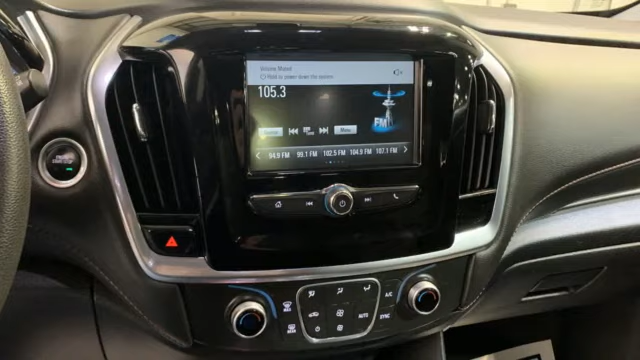 Volume Muted
Hold to power down the system.
105.3
FM
Menu
94.9 FM 99.1 FM 102.5 FM 104.9 FM 107.1 FM
A/C
AUTO SYNC